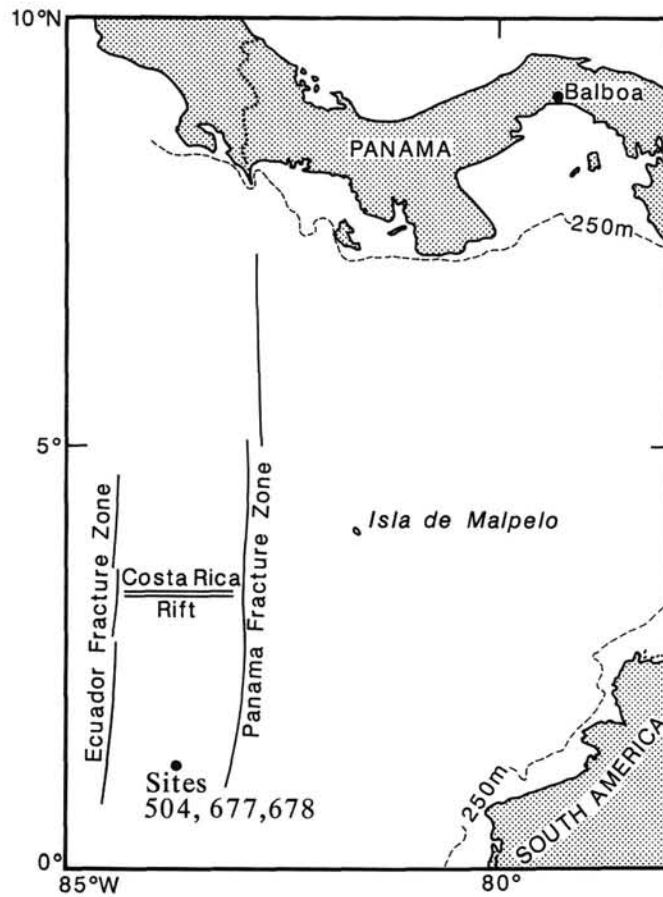 10°N
Balboa
PANAMA
250m
5°
Isla de Malpelo
Ecuador Fracture Zone
Costa Rica
Rift
Panama Fracture Zone
Sites
504, 677,678
250m
SOUTH AMERICA
0°
85°W
80°